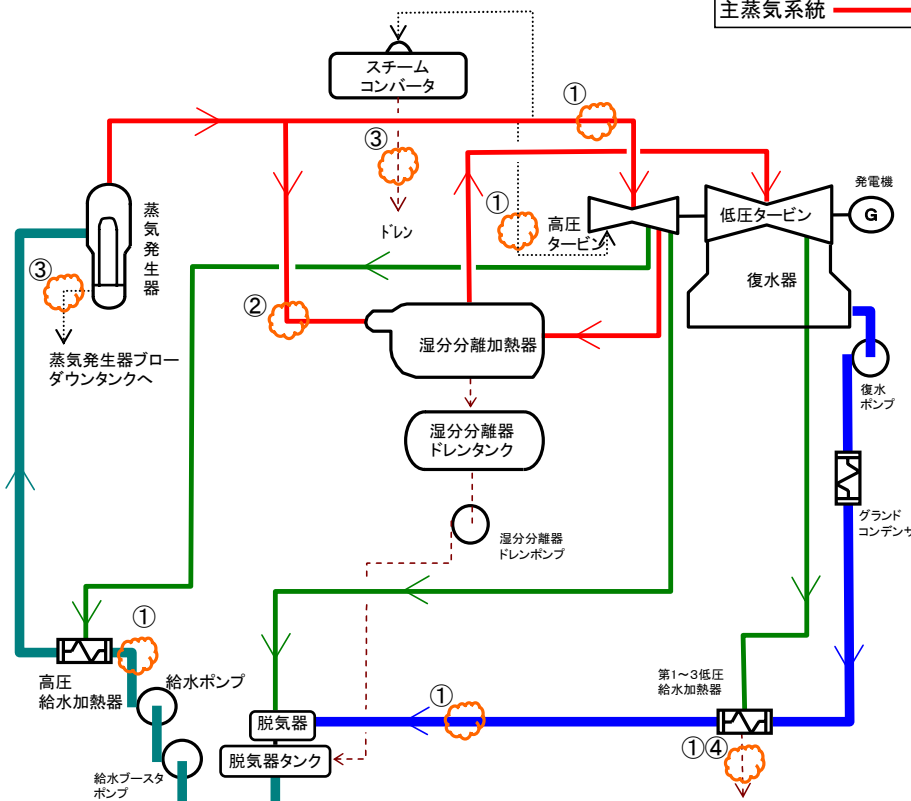 主蒸気系統
スチーム
コンバータ
①
③
①
ドレン
蒸気発生器
③
蒸気発生器ブロー
ダウンタンクへ
②
高圧
タービン
低圧タービン
発電機
G
復水器
湿分分離加熱器
復水
ポンプ
湿分分離器
ドレンタンク
グランド
コンデンサ
湿分分離器
ドレンポンプ
①
高圧
給水加熱器
給水ポンプ
給水ブースタ
ポンプ
脱気器
脱気器タンク
①
第1~3低圧
給水加熱器
①④